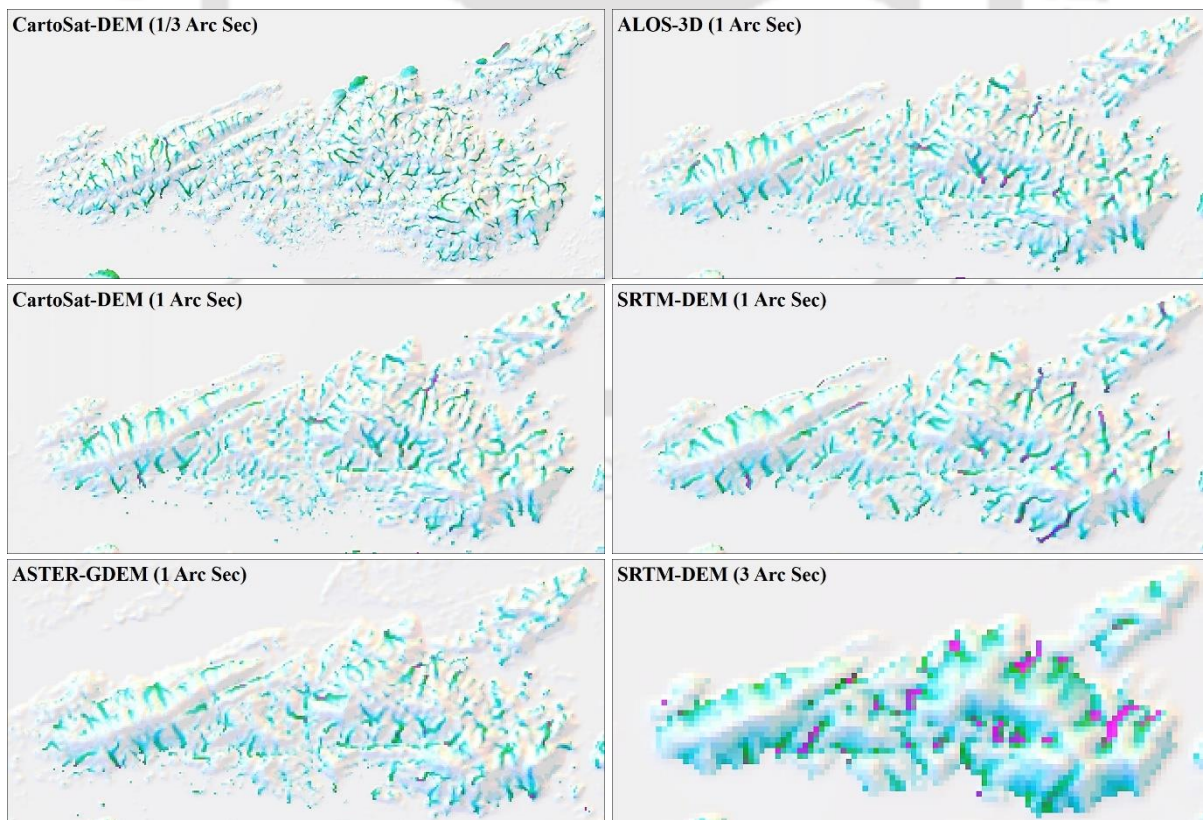 CartoSat-DEM (1/3 Arc Sec)
ALOS-3D (1 Arc Sec)
CartoSat-DEM (1 Arc Sec)
SRTM-DEM (1 Arc Sec)
ASTER-GDEM (1 Arc Sec)
SRTM-DEM (3 Arc Sec)